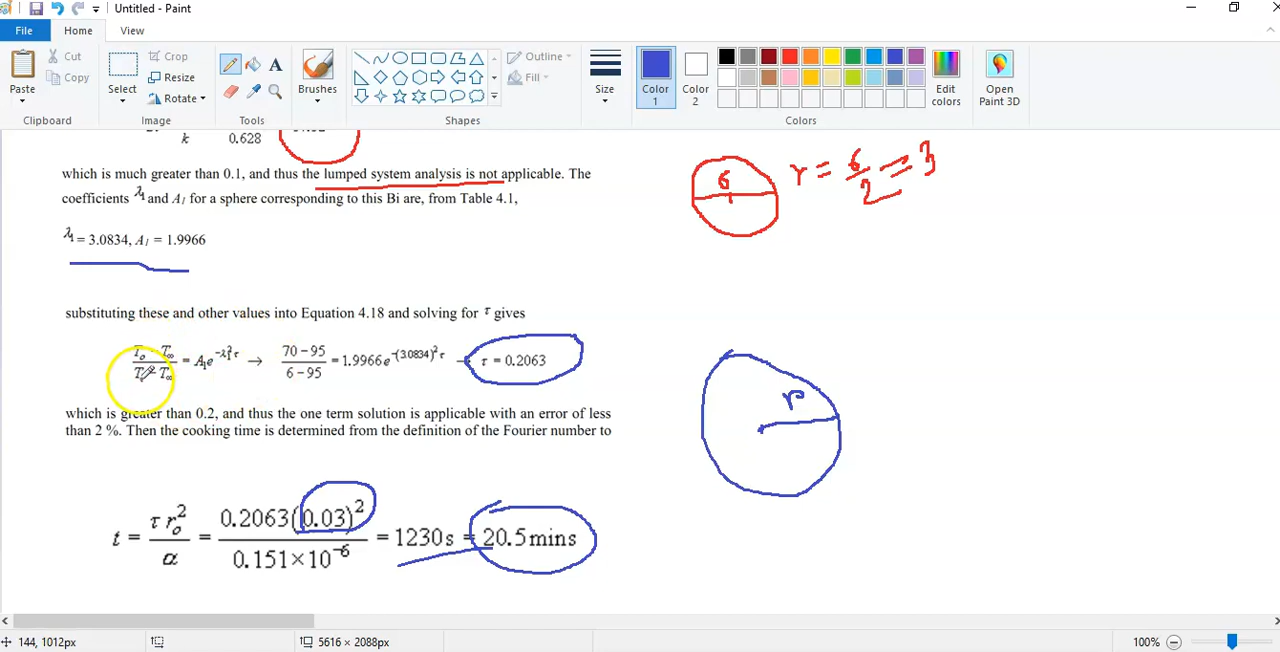 Untitled - Paint
File
Home
View
Paste
Cut
Copy
Clipboard
Select
Crop
Resize
Rotate
Image
A
Tools
Brushes
Outline
Fill
Shapes
Size
Color
1
Color
2
Edit
colors
Colors
Open
Paint 3D
k 0.628
which is much greater than 0.1, and thus the lumped system analysis is not applicable. The
coefficients λ₁ and A₁ for a sphere corresponding to this Bi are, from Table 4.1,
λ₁ = 3.0834, A₁ = 1.9966
substituting these and other values into Equation 4.18 and solving for τ gives
T₀ - T∞ / Tᵢ - T∞ = A₁e^(-λ₁²τ) → 70 − 95 / 6 − 95 = 1.9966e^(-(3.0834)²τ) → τ = 0.2063
which is greater than 0.2, and thus the one term solution is applicable with an error of less
than 2 %. Then the cooking time is determined from the definition of the Fourier number to
t = τ r₀² / α = 0.2063(0.03)² / 0.151×10⁻⁶ = 1230s = 20.5mins
6
r = 6/2 = 3
r
144, 1012px
5616 × 2088px
100%